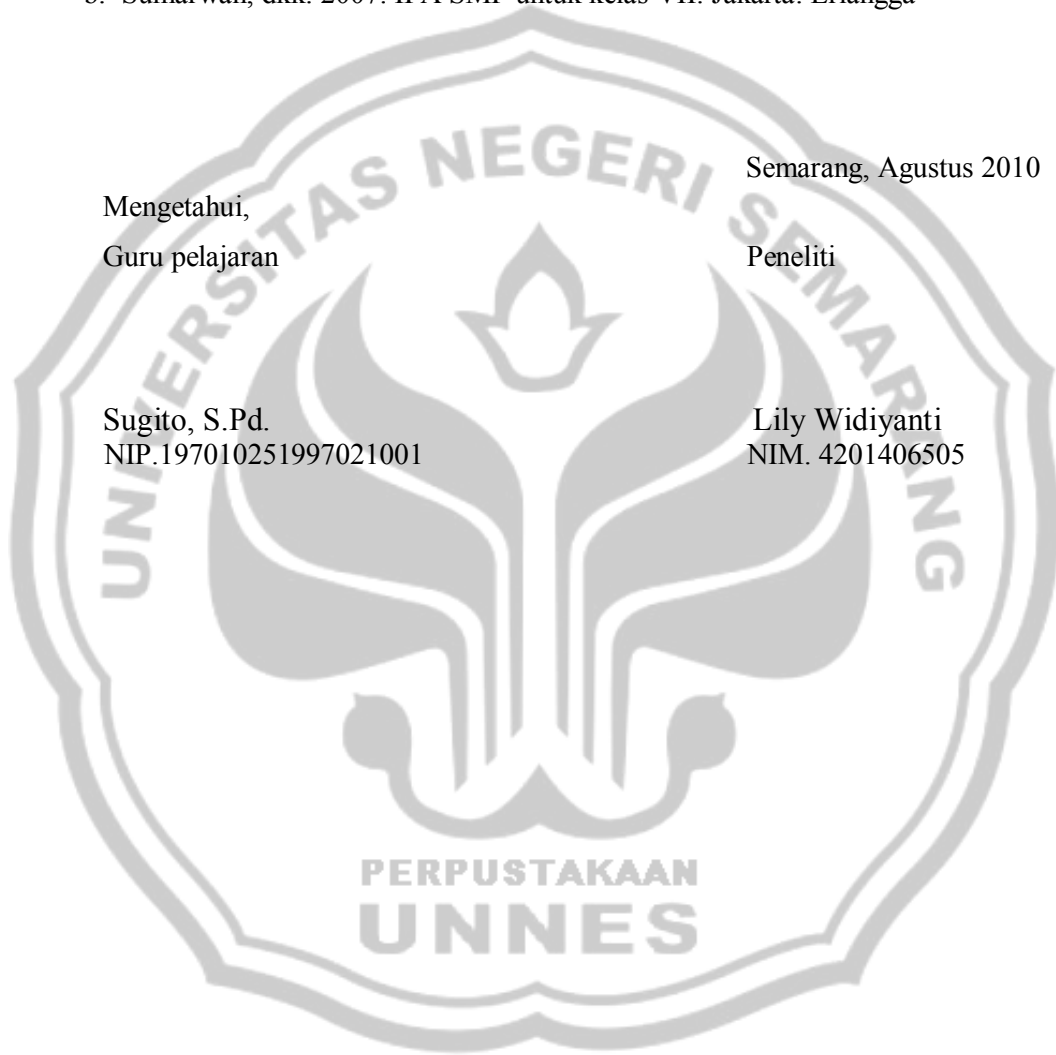 b. Sumarwan, dkk. 2007. IPA SMP untuk kelas VII. Jakarta: Erlangga
Semarang, Agustus 2010
Mengetahui,
Guru pelajaran Peneliti
Sugito, S.Pd. Lily Widiyanti
NIP.197010251997021001 NIM. 4201406505
UNIVERSITAS NEGERI SEMARANG
PERPUSTAKAAN
UNNES